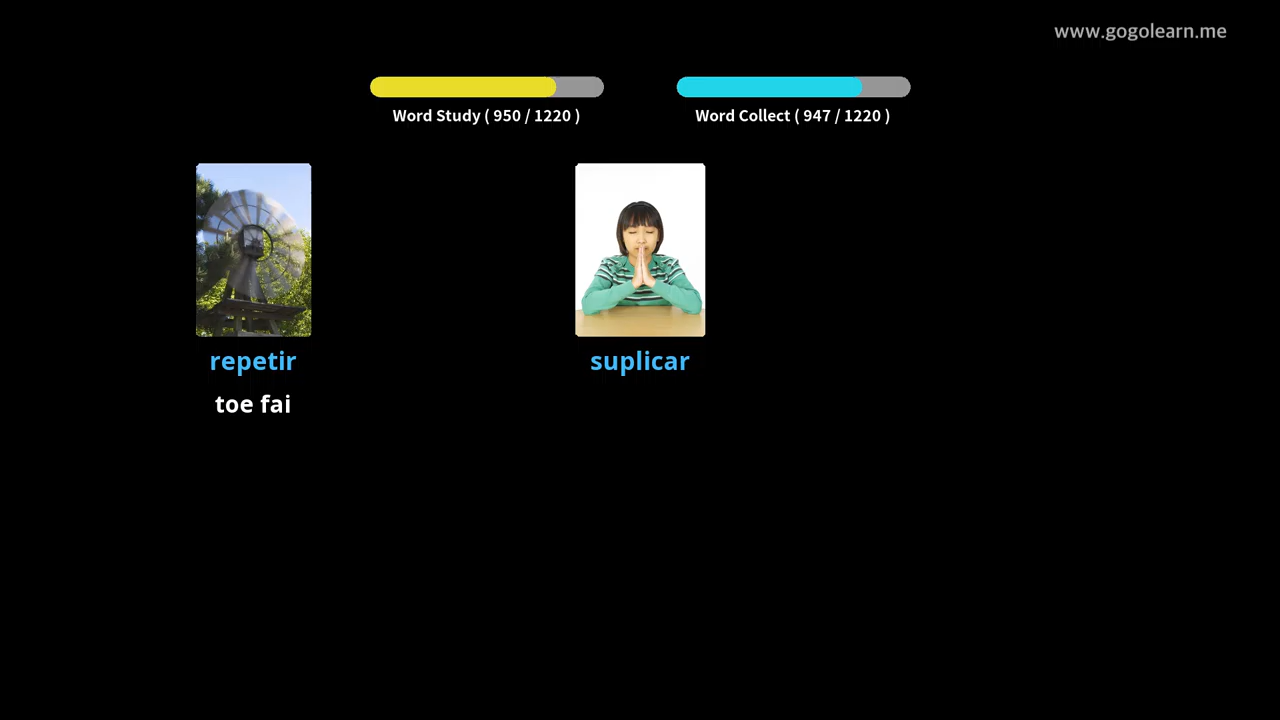 www.gogolearn.me
Word Study ( 950 / 1220 )
Word Collect ( 947 / 1220 )
repetir
toe fai
suplicar